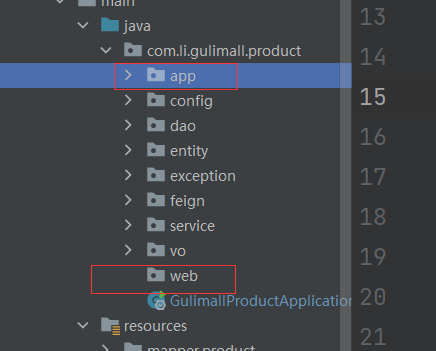 main
java
com.li.gulimall.product
app
config
dao
entity
exception
feign
service
vo
web
GulimallProductApplication
resources
mapper.product
13
14
15
16
17
18
19
20
21